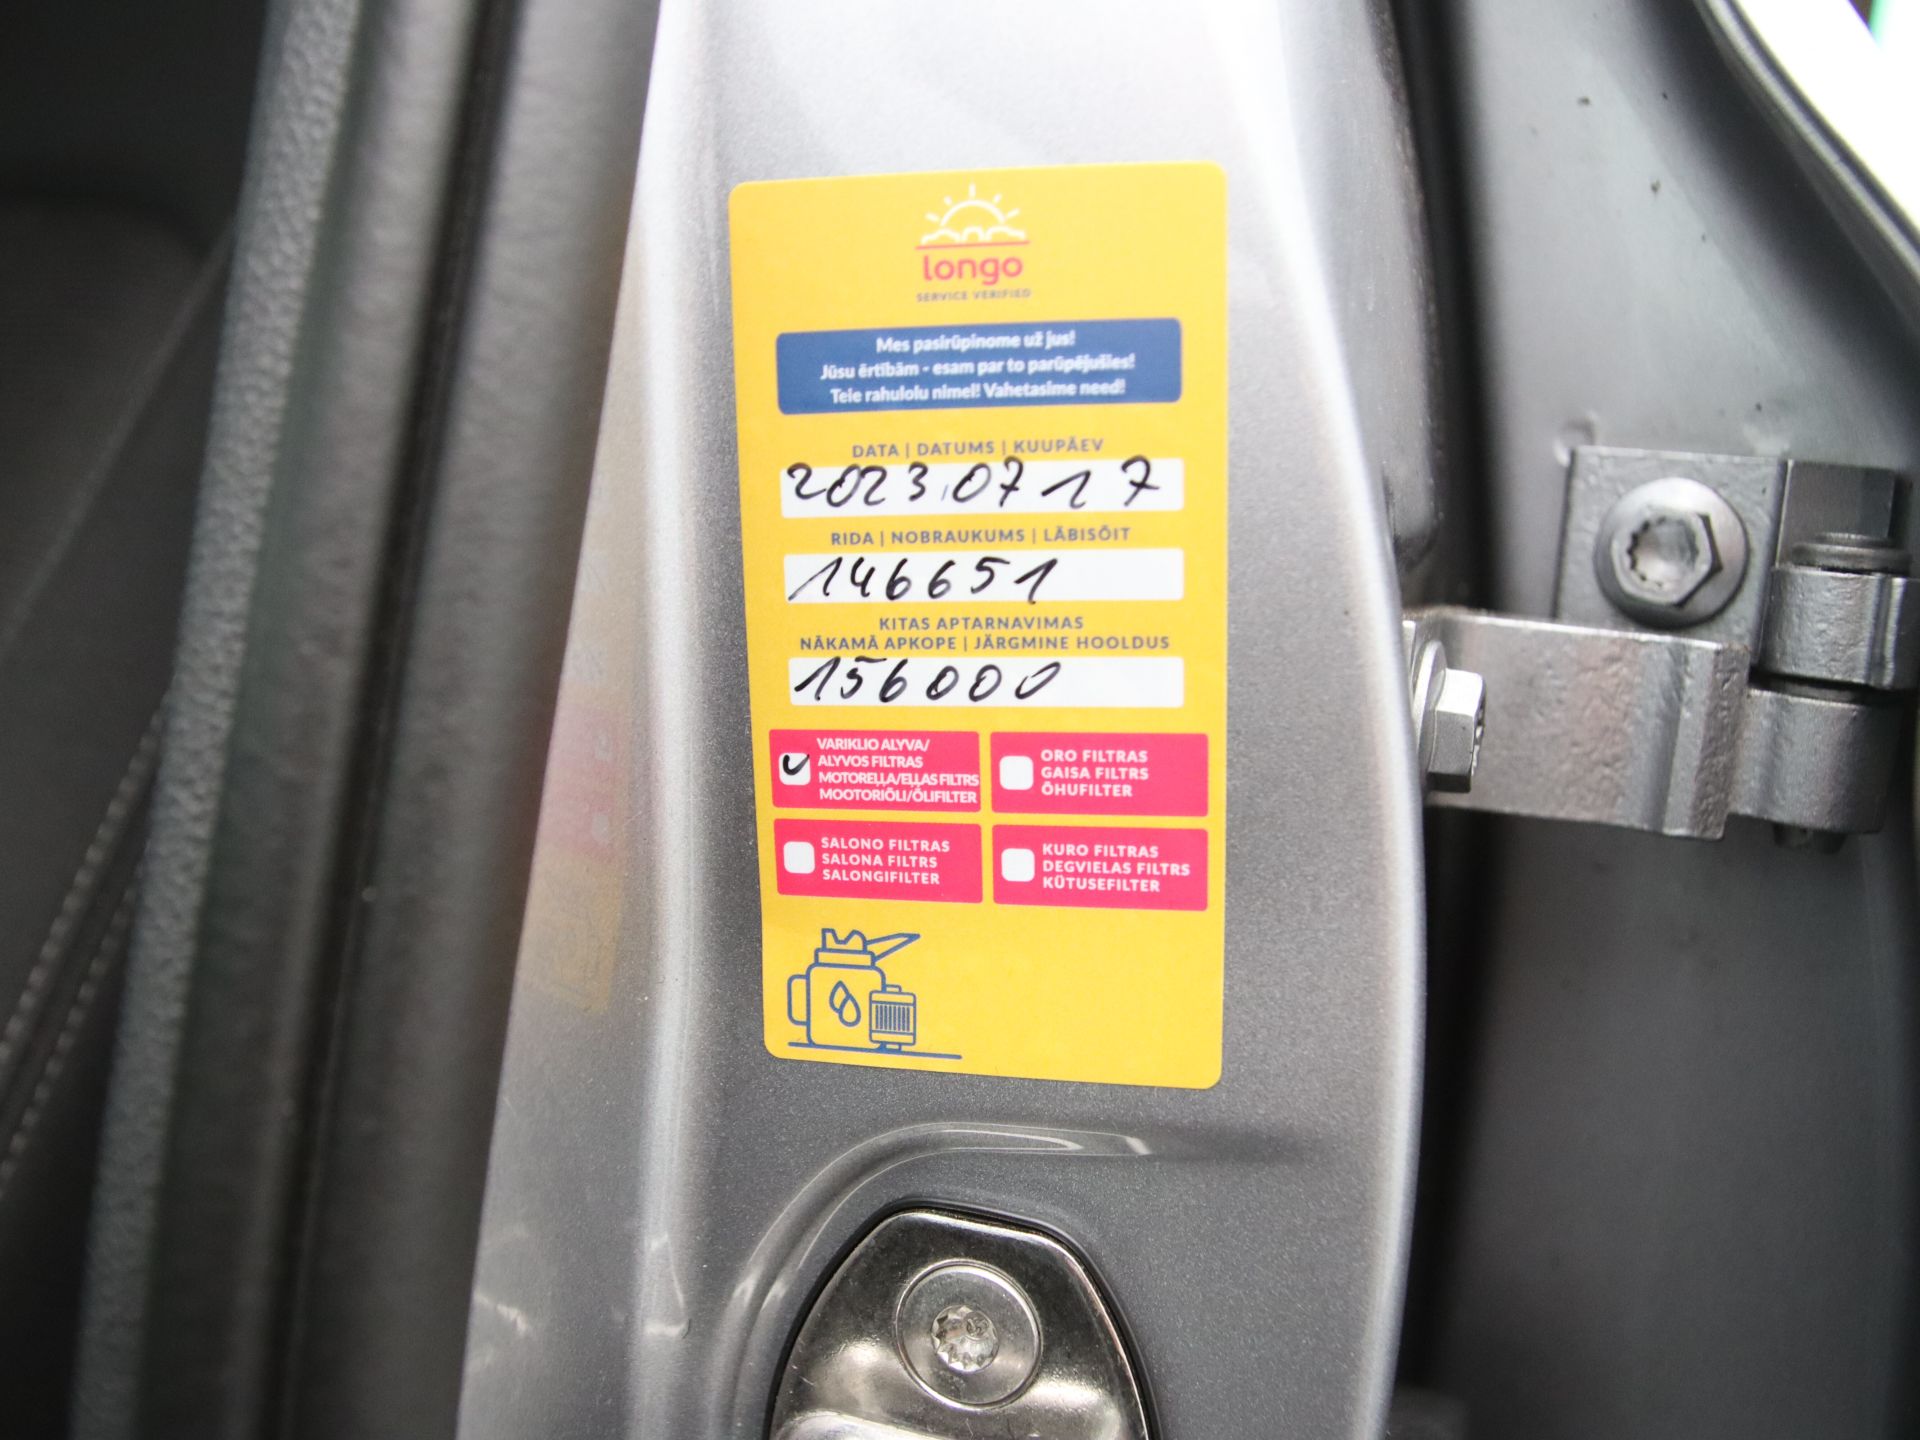 longo
SERVICE VERIFIED
Mes pasirūpinome už jus!
Jūsu ērtībām - esam par to parūpējušies!
Teie rahulolu nimel! Vahetasime need!
DATA | DATUMS | KUUPÄEV
2023.07 17
RIDA | NOBRAUKUMS | LÄBISÕIT
146651
KITAS APTARNAVIMAS
NĀKAMĀ APKOPE | JÄRGMINE HOOLDUS
156000
VARIKLIO ALYVA/
ALYVOS FILTRAS
MOTOREĻĻA/EĻĻAS FILTRS
MOOTORIÕLI/ÕLIFILTER
ORO FILTRAS
GAISA FILTRS
ÕHUFILTER
SALONO FILTRAS
SALONA FILTRS
SALONGIFILTER
KURO FILTRAS
DEGVIELAS FILTRS
KÜTUSEFILTER